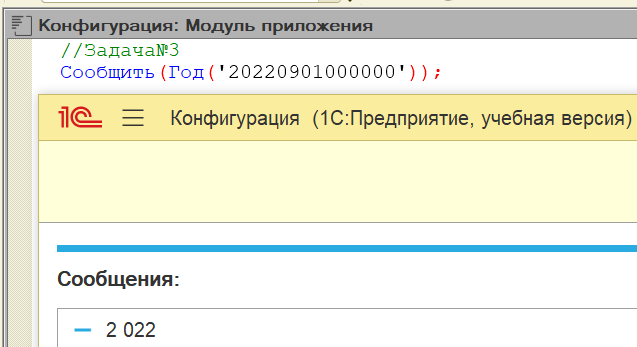 Конфигурация: Модуль приложения
//Задача№3
Сообщить(Год('20220901000000'));
1С Конфигурация (1С:Предприятие, учебная версия)
Сообщения:
– 2 022